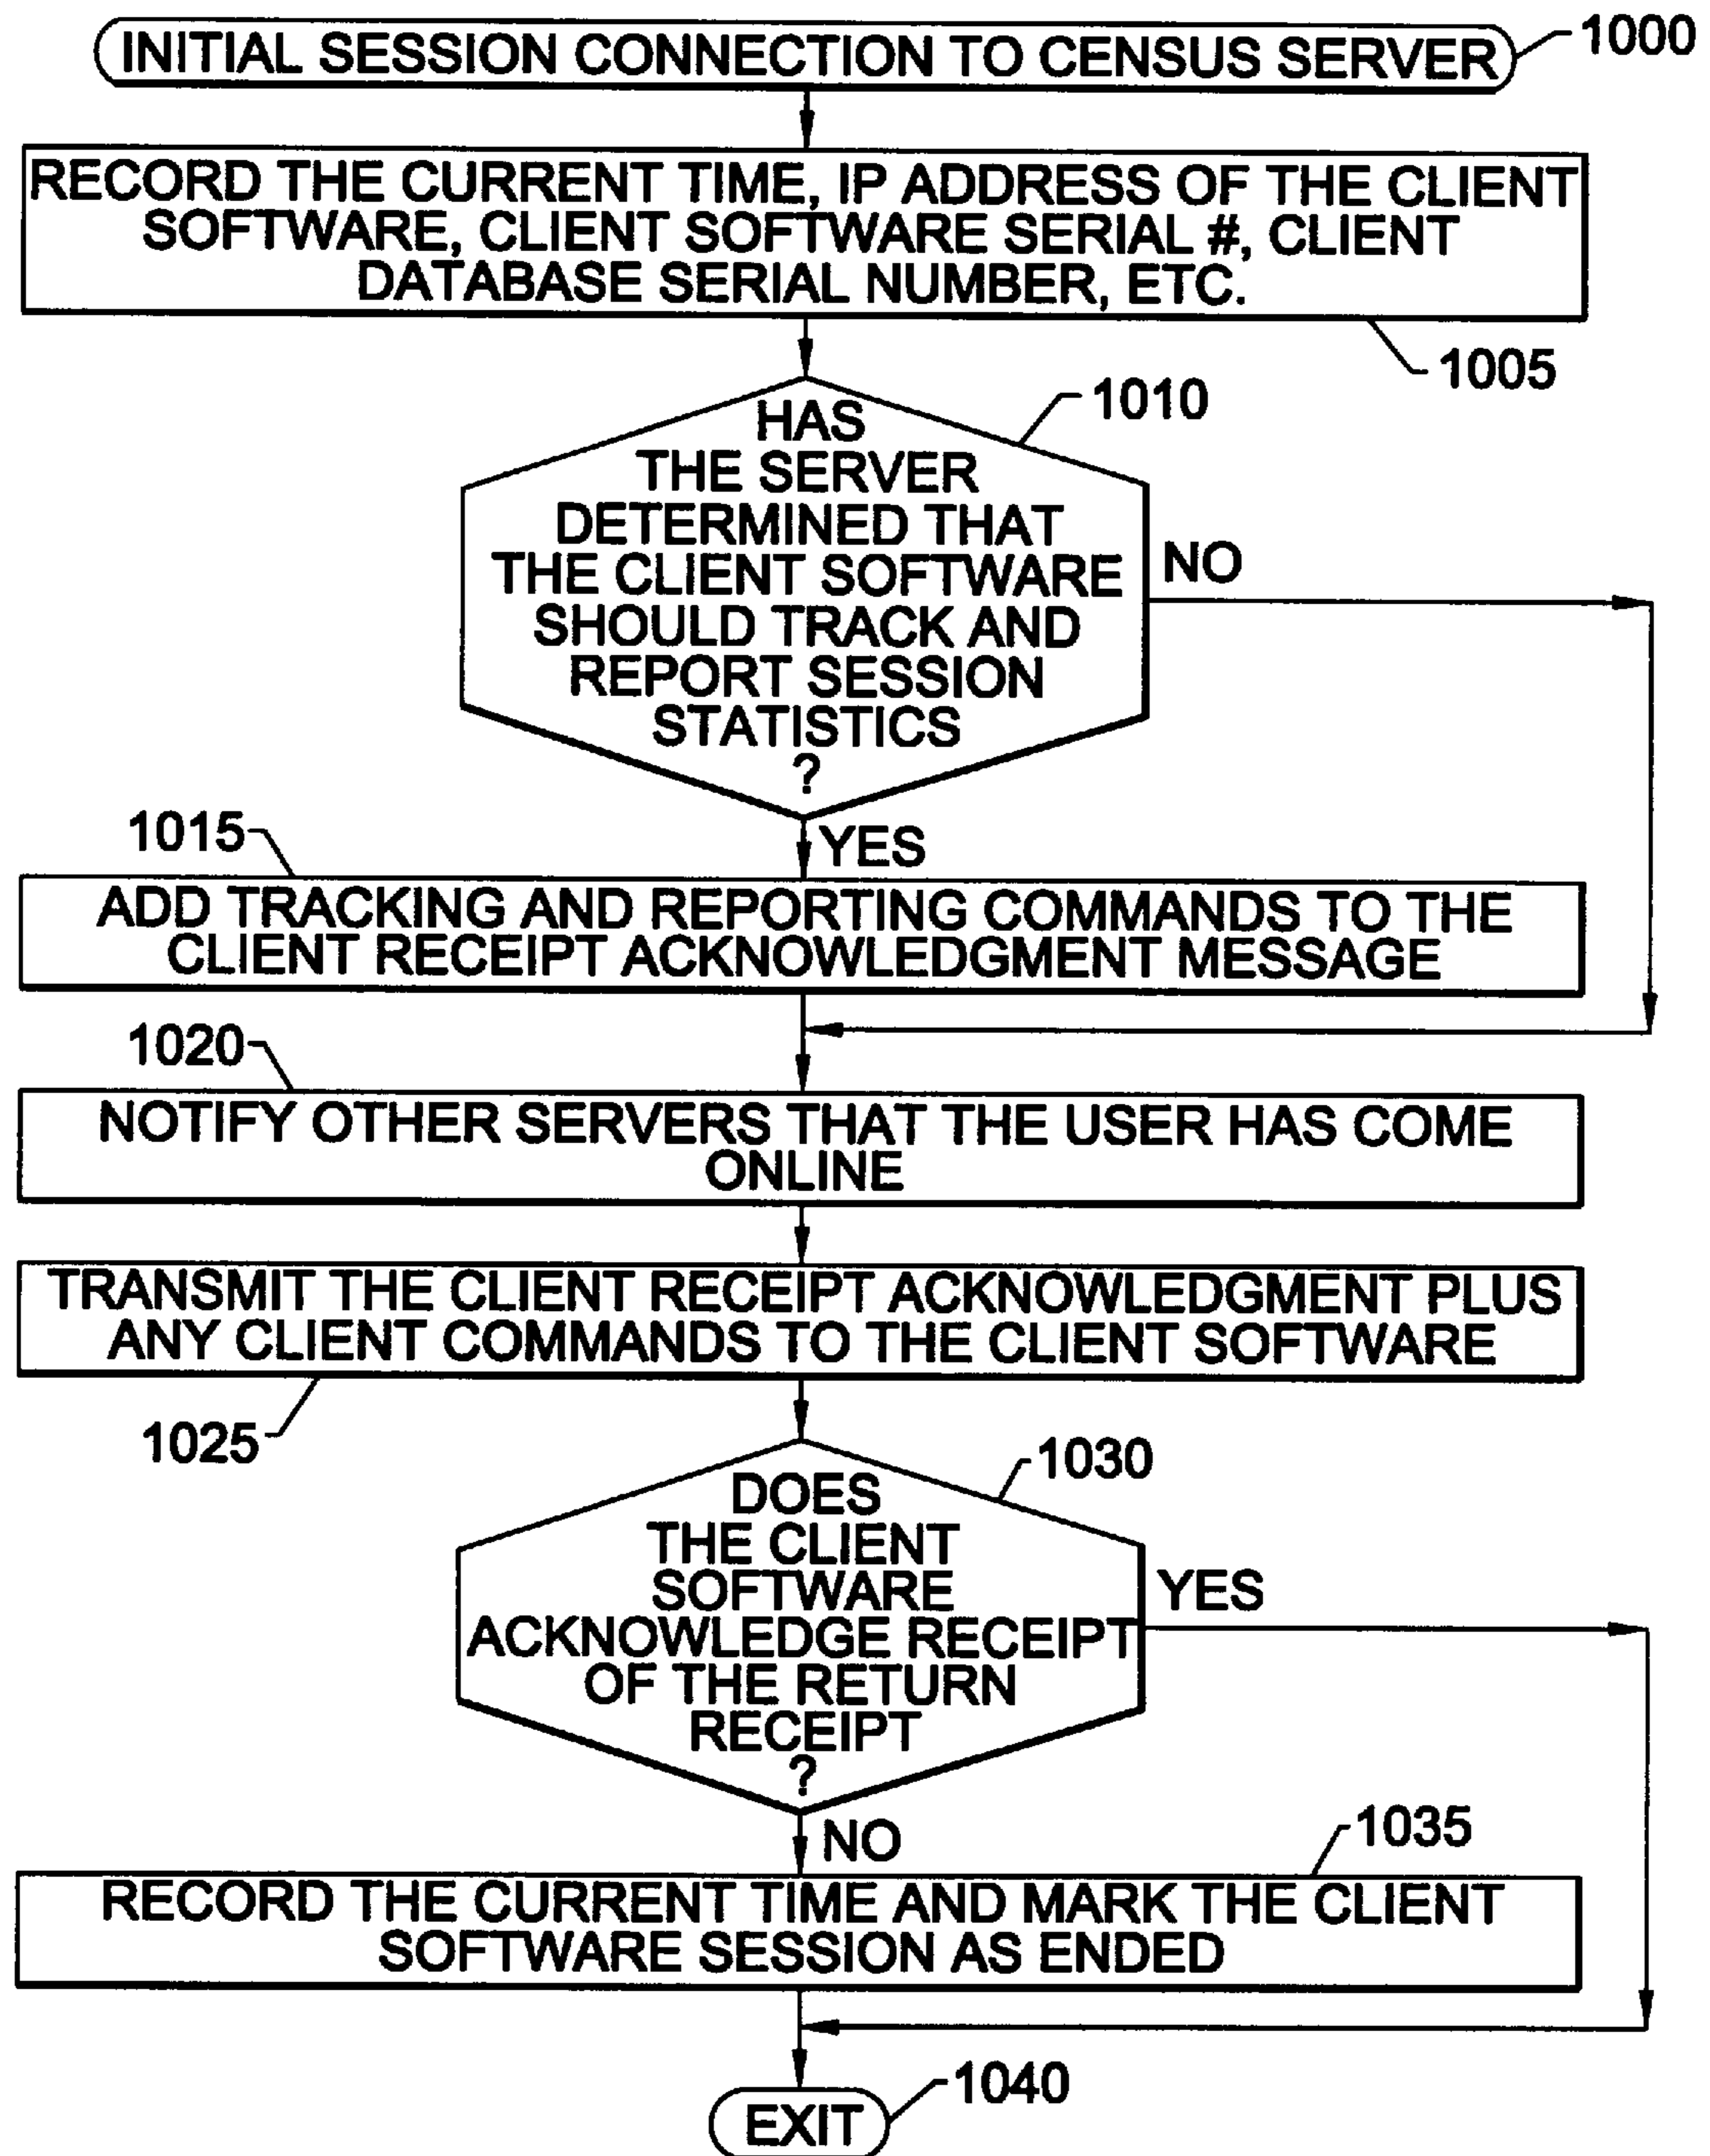 INITIAL SESSION CONNECTION TO CENSUS SERVER
1000
RECORD THE CURRENT TIME, IP ADDRESS OF THE CLIENT
SOFTWARE, CLIENT SOFTWARE SERIAL #, CLIENT
DATABASE SERIAL NUMBER, ETC.
1005
1010
HAS
THE SERVER
DETERMINED THAT
THE CLIENT SOFTWARE
SHOULD TRACK AND
REPORT SESSION
STATISTICS
?
NO
YES
1015
ADD TRACKING AND REPORTING COMMANDS TO THE
CLIENT RECEIPT ACKNOWLEDGMENT MESSAGE
1020
NOTIFY OTHER SERVERS THAT THE USER HAS COME
ONLINE
TRANSMIT THE CLIENT RECEIPT ACKNOWLEDGMENT PLUS
ANY CLIENT COMMANDS TO THE CLIENT SOFTWARE
1025
1030
DOES
THE CLIENT
SOFTWARE
ACKNOWLEDGE RECEIPT
OF THE RETURN
RECEIPT
?
YES
NO
1035
RECORD THE CURRENT TIME AND MARK THE CLIENT
SOFTWARE SESSION AS ENDED
1040
EXIT